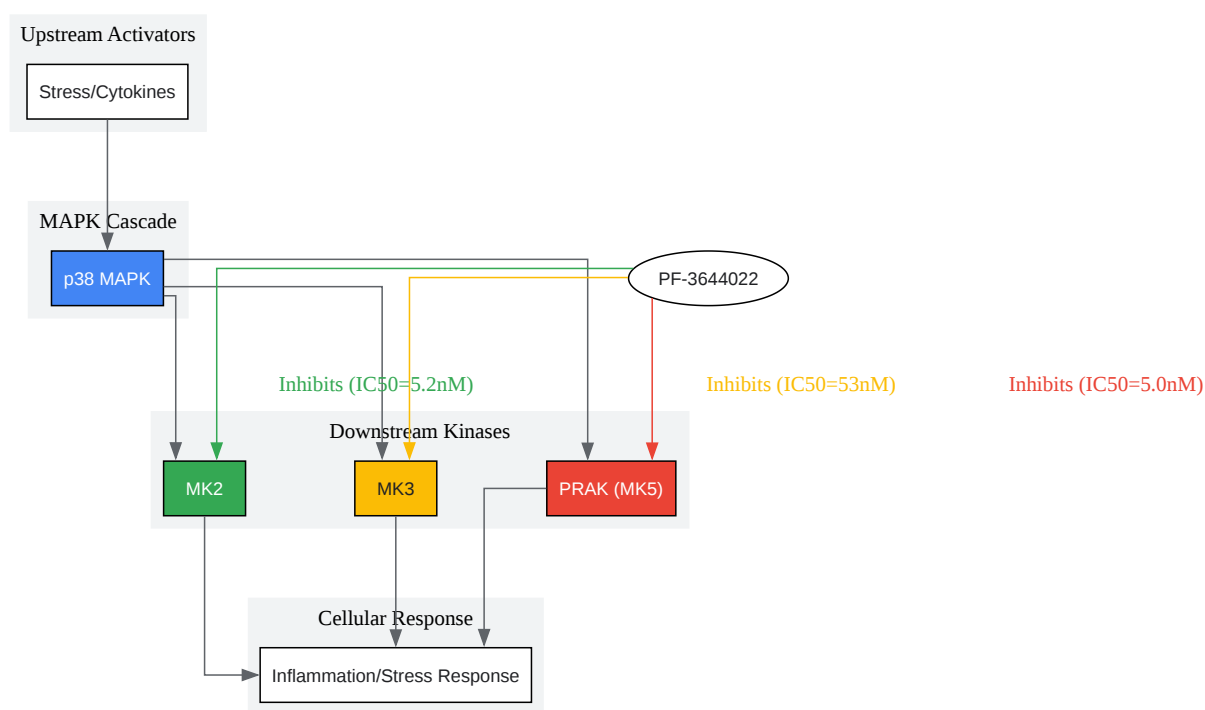 Upstream Activators
Stress/Cytokines
MAPK Cascade
p38 MAPK
PF-3644022
Inhibits (IC50=5.2nM)
Inhibits (IC50=53nM)
Inhibits (IC50=5.0nM)
Downstream Kinases
MK2
MK3
PRAK (MK5)
Cellular Response
Inflammation/Stress Response